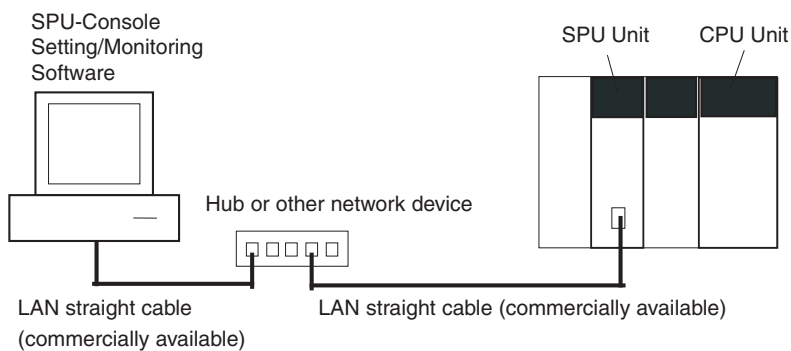 SPU-Console
Setting/Monitoring
Software
SPU Unit
CPU Unit
Hub or other network device
LAN straight cable
(commercially available)
LAN straight cable (commercially available)